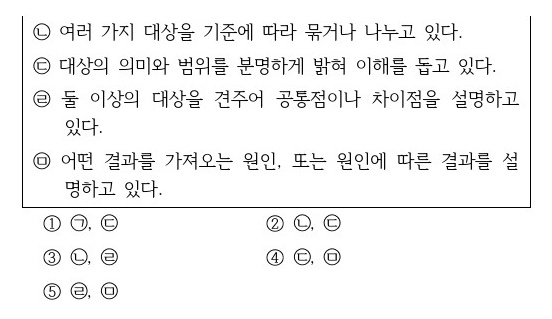 ㉡ 여러 가지 대상을 기준에 따라 묶거나 나누고 있다.
㉢ 대상의 의미와 범위를 분명하게 밝혀 이해를 돕고 있다.
㉣ 둘 이상의 대상을 견주어 공통점이나 차이점을 설명하고
있다.
㉤ 어떤 결과를 가져오는 원인, 또는 원인에 따른 결과를 설
명하고 있다.
① ㉠, ㉢ ② ㉡, ㉢
③ ㉡, ㉣ ④ ㉢, ㉤
⑤ ㉣, ㉤